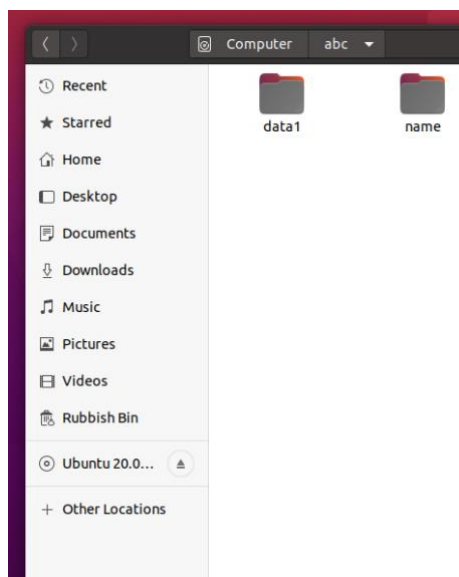 Computer abc
Recent
Starred
Home
Desktop
Documents
Downloads
Music
Pictures
Videos
Rubbish Bin
Ubuntu 20.0...
Other Locations
data1 name